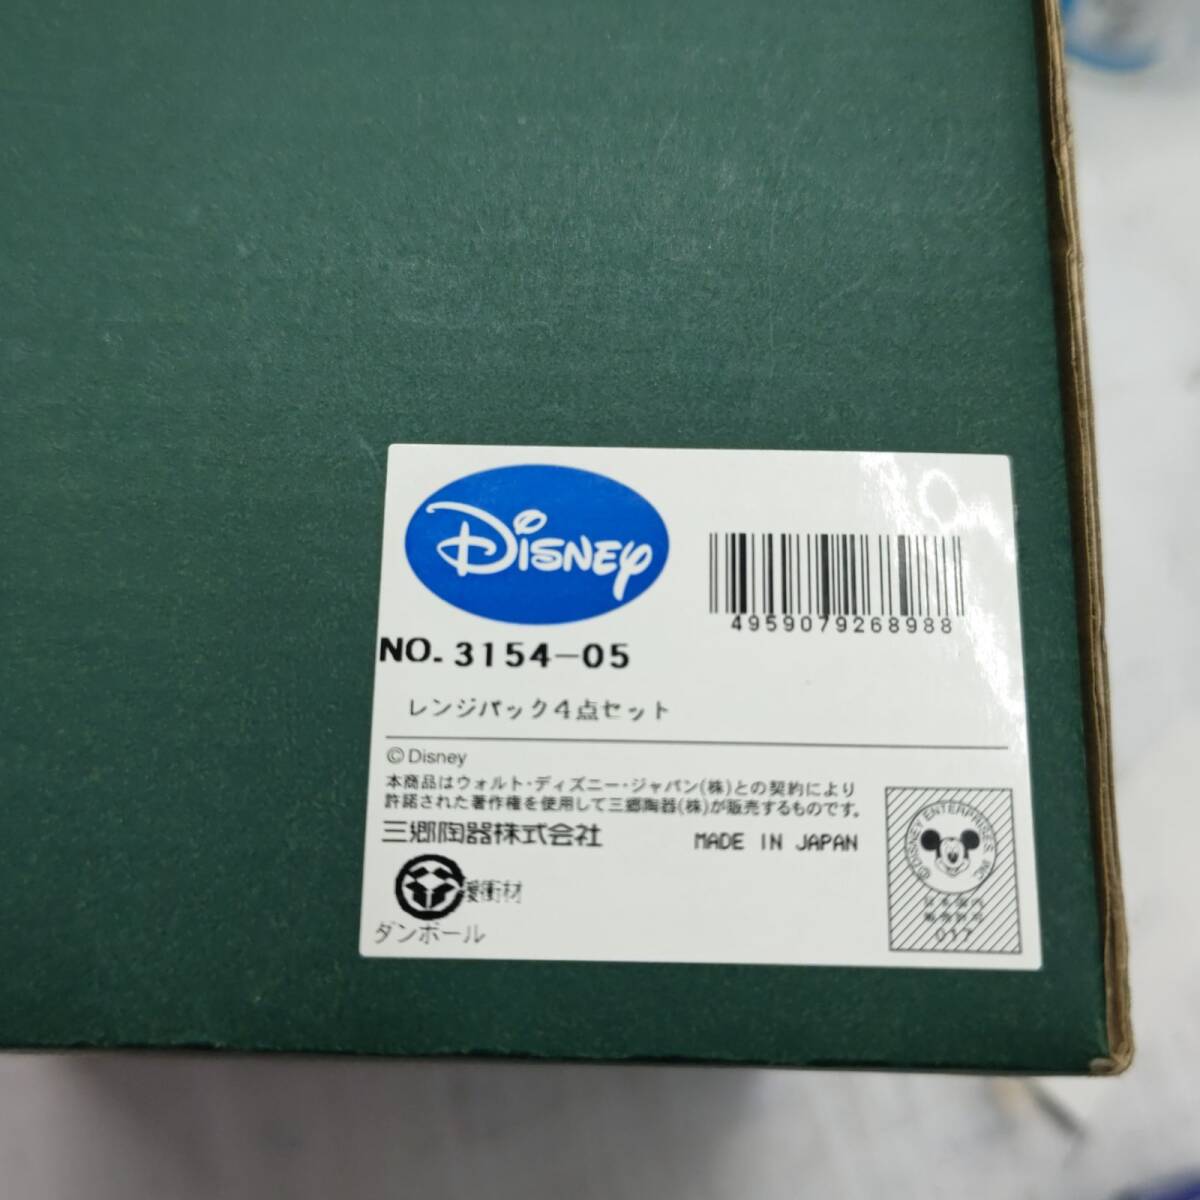 Disney
4959079268988
NO. 3154-05
レンジパック4点セット
©Disney
本商品はウォルト・ディズニー・ジャパン(株)との契約により
許諾された著作権を使用して三郷陶器(株)が販売するものです。
三郷陶器株式会社 MADE IN JAPAN
©DISNEY ENTERPRISES, INC.
緩衝材
ダンボール
017